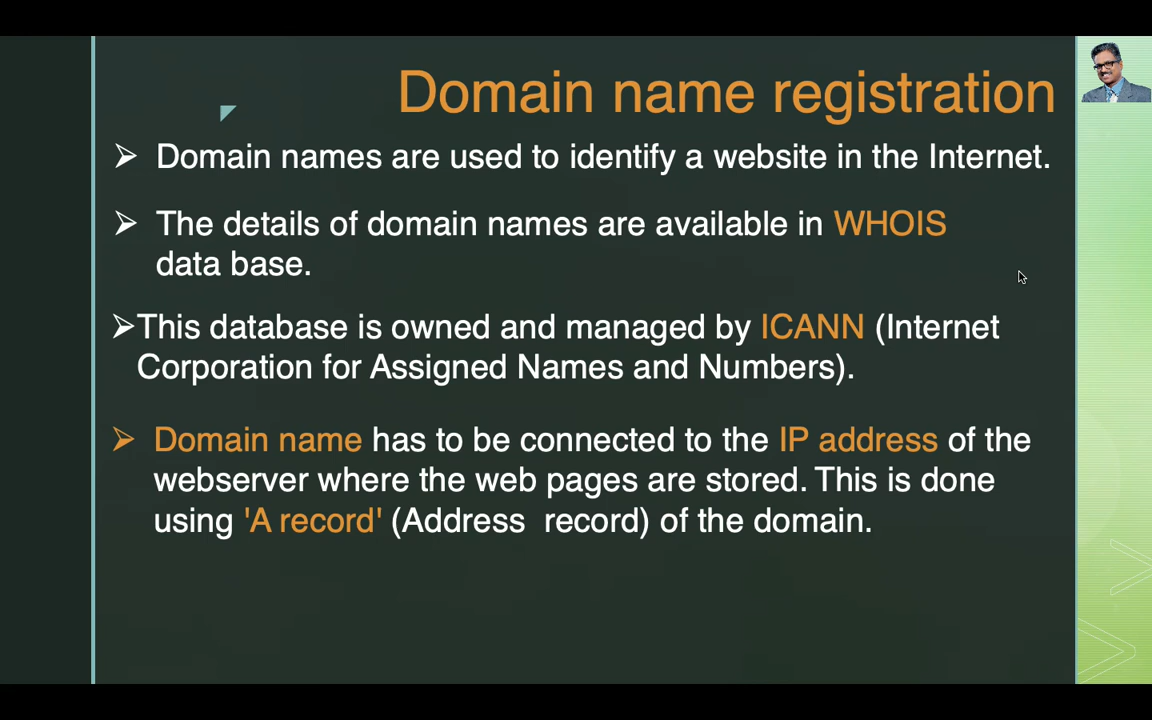 Domain name registration
➢ Domain names are used to identify a website in the Internet.
➢ The details of domain names are available in WHOIS
data base.
➢This database is owned and managed by ICANN (Internet
Corporation for Assigned Names and Numbers).
➢ Domain name has to be connected to the IP address of the
webserver where the web pages are stored. This is done
using 'A record' (Address record) of the domain.